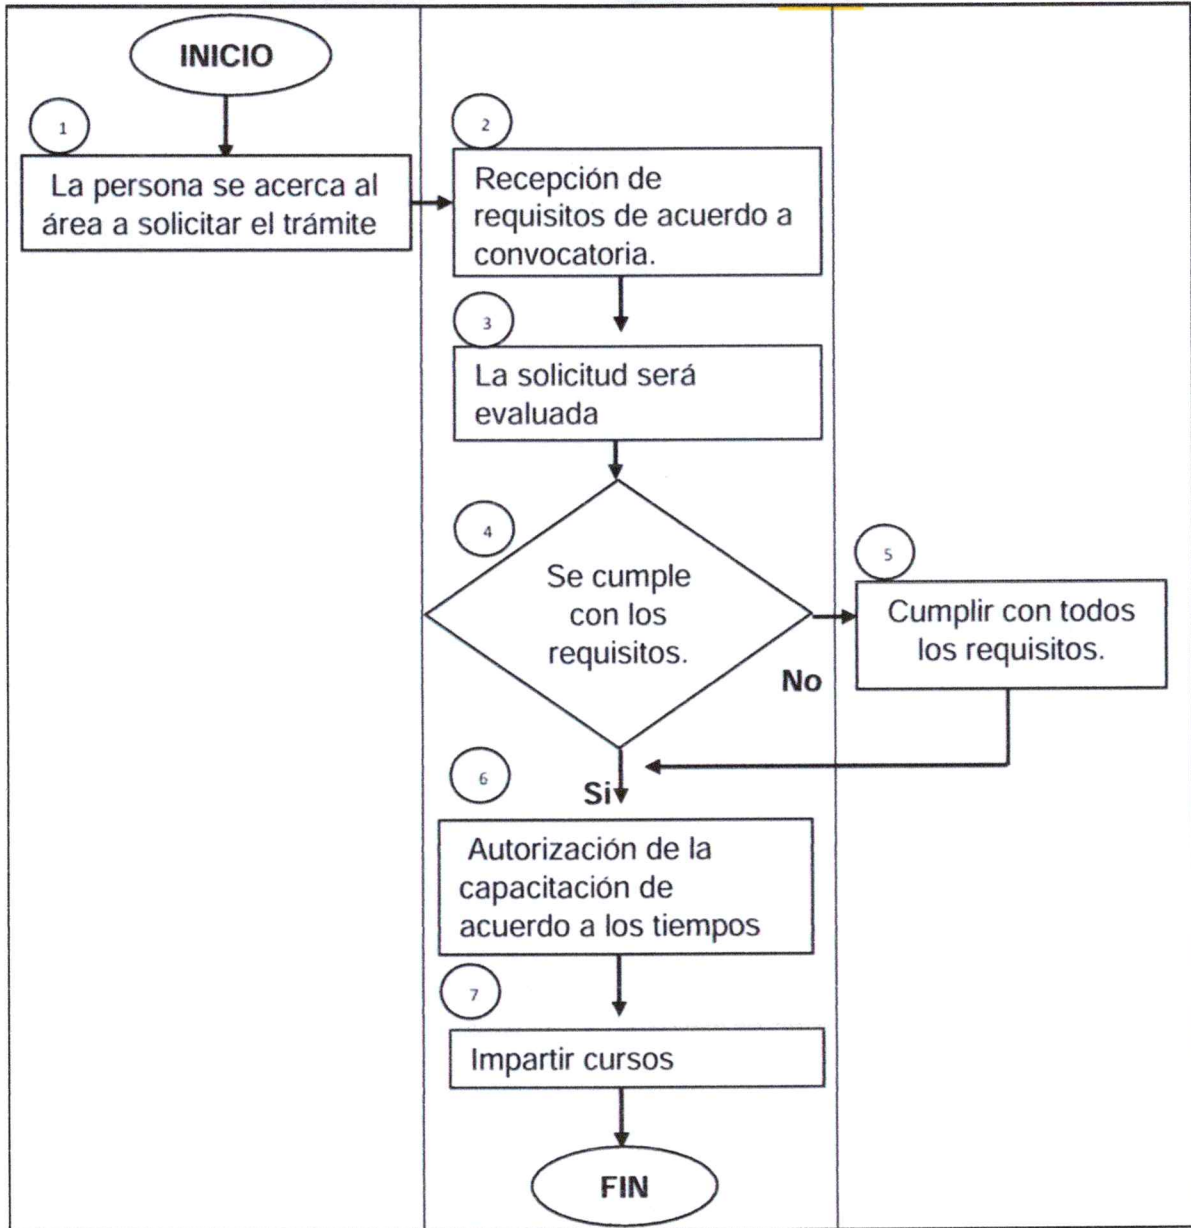 INICIO
1
La persona se acerca al
área a solicitar el trámite
2
Recepción de
requisitos de acuerdo a
convocatoria.
3
La solicitud será
evaluada
4
Se cumple
con los
requisitos.
No
5
Cumplir con todos
los requisitos.
Si
6
Autorización de la
capacitación de
acuerdo a los tiempos
7
Impartir cursos
FIN